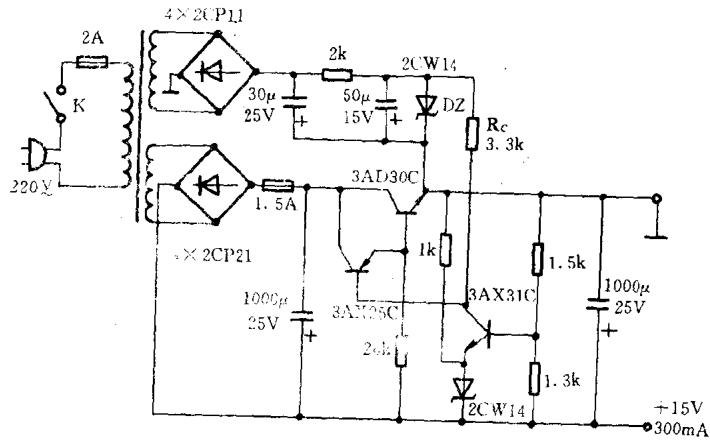 4×2CP11
2A
K
220V
2k
2CW14
30μ
25V
50μ
15V
DZ
Rc
3.3k
3AD30C
1.5A
×2CP21
1k
1.5k
3AX31C
1000μ
25V
1000μ
25V
1.3k
2CW14
+15V
300mA